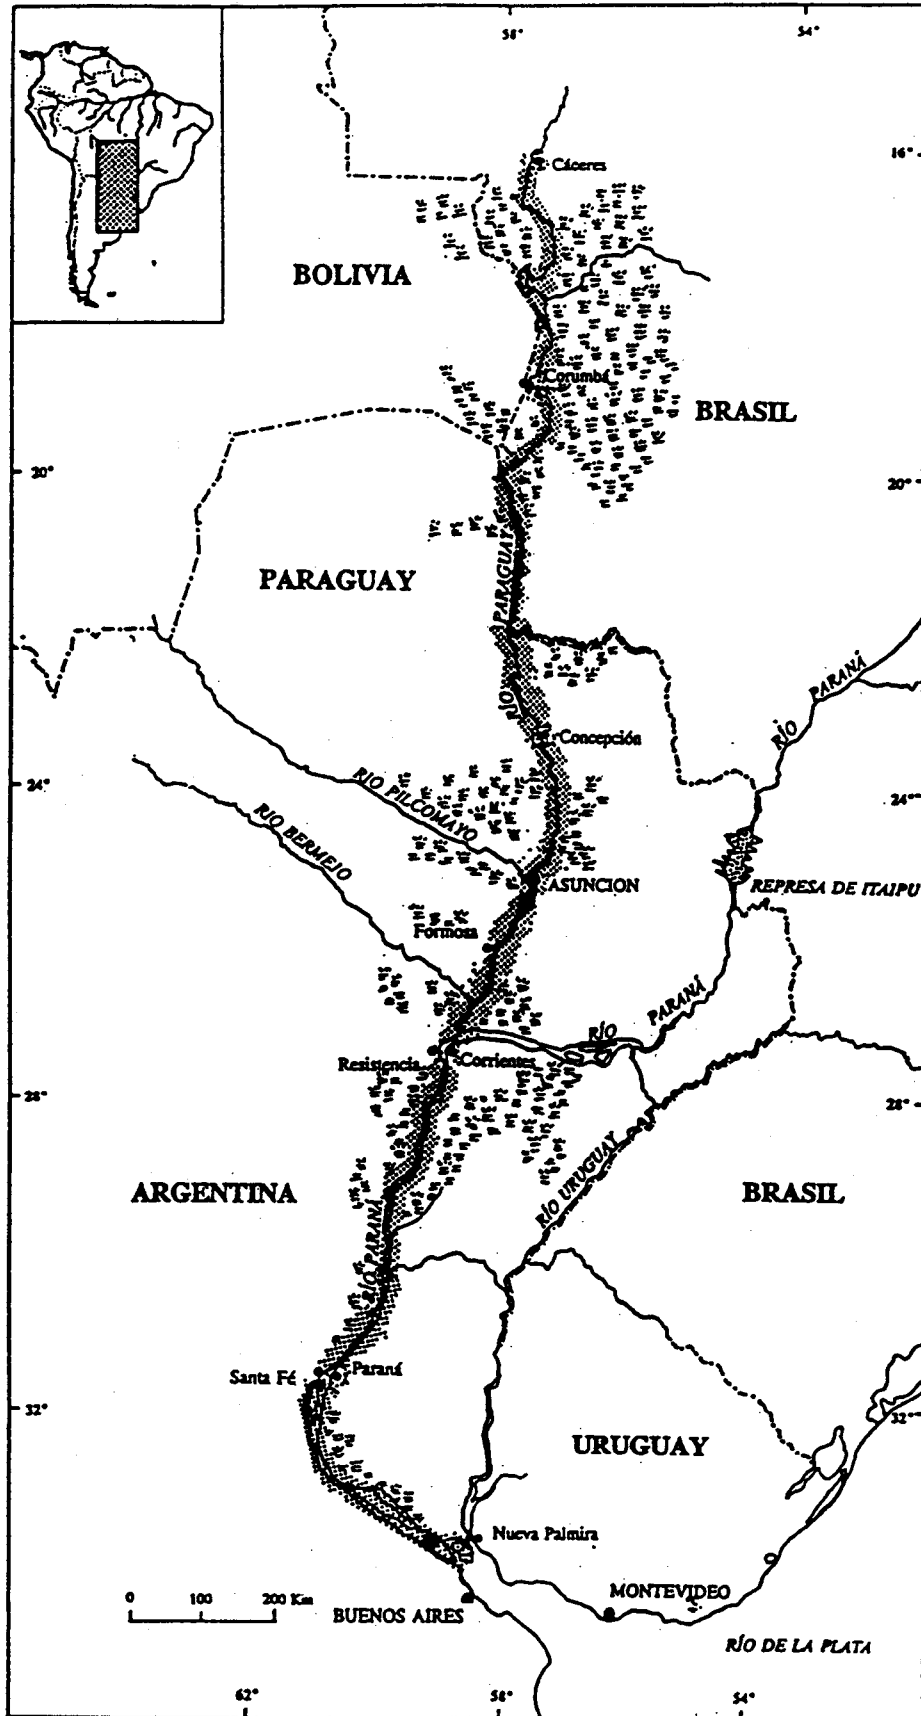 58°
54°
16°
Cáceres
BOLIVIA
Corumbá
BRASIL
20°
20°
RÍO PARAGUAY
PARAGUAY
RÍO PARANÁ
Concepción
24°
24°
RIO PILCOMAYO
RIO BERMEJO
ASUNCION
REPRESA DE ITAIPU
Formosa
RÍO PARANÁ
Resistencia
Corrientes
28°
28°
ARGENTINA
RÍO URUGUAY
BRASIL
RÍO PARANÁ
Santa Fé
Paraná
32°
32°
URUGUAY
Nueva Palmira
0 100 200 Km
BUENOS AIRES
MONTEVIDEO
RÍO DE LA PLATA
62°
58°
54°